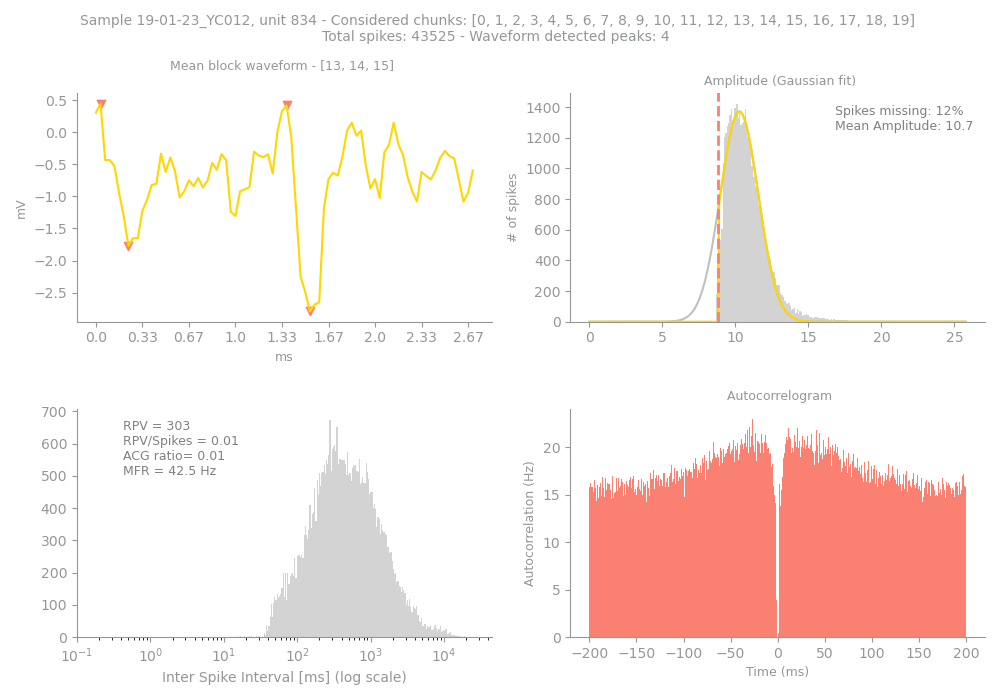 Sample 19-01-23_YC012, unit 834 - Considered chunks: [0, 1, 2, 3, 4, 5, 6, 7, 8, 9, 10, 11, 12, 13, 14, 15, 16, 17, 18, 19]
Total spikes: 43525 - Waveform detected peaks: 4
Mean block waveform - [13, 14, 15]
0.5
0.0
−0.5
−1.0
−1.5
−2.0
−2.5
mV
0.0 0.33 0.67 1.0 1.33 1.67 2.0 2.33 2.67
ms
Amplitude (Gaussian fit)
Spikes missing: 12%
Mean Amplitude: 10.7
1400
1200
1000
800
600
400
200
0
# of spikes
0 5 10 15 20 25
700
600
500
400
300
200
100
0
RPV = 303
RPV/Spikes = 0.01
ACG ratio= 0.01
MFR = 42.5 Hz
10⁻¹ 10⁰ 10¹ 10² 10³ 10⁴
Inter Spike Interval [ms] (log scale)
Autocorrelogram
20
15
10
5
0
Autocorrelation (Hz)
−200 −150 −100 −50 0 50 100 150 200
Time (ms)